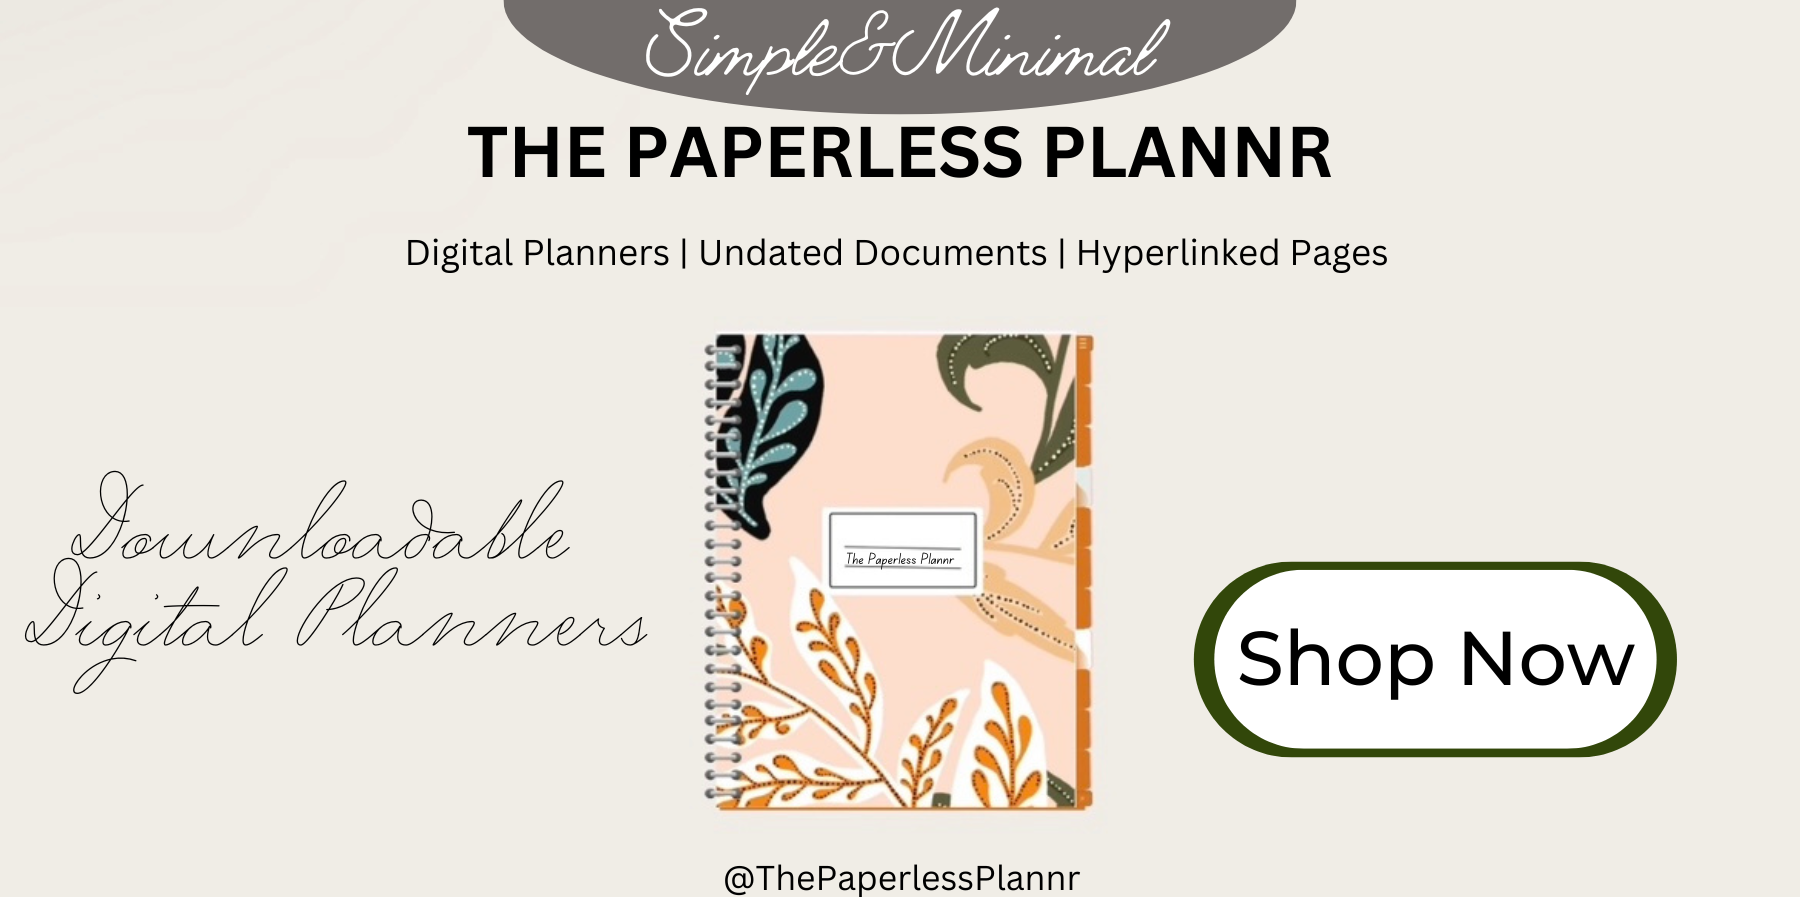 Simple&Minimal
THE PAPERLESS PLANNR
Digital Planners | Undated Documents | Hyperlinked Pages
Downloadable
Digital Planners
The Paperless Plannr
Shop Now
@ThePaperlessPlannr